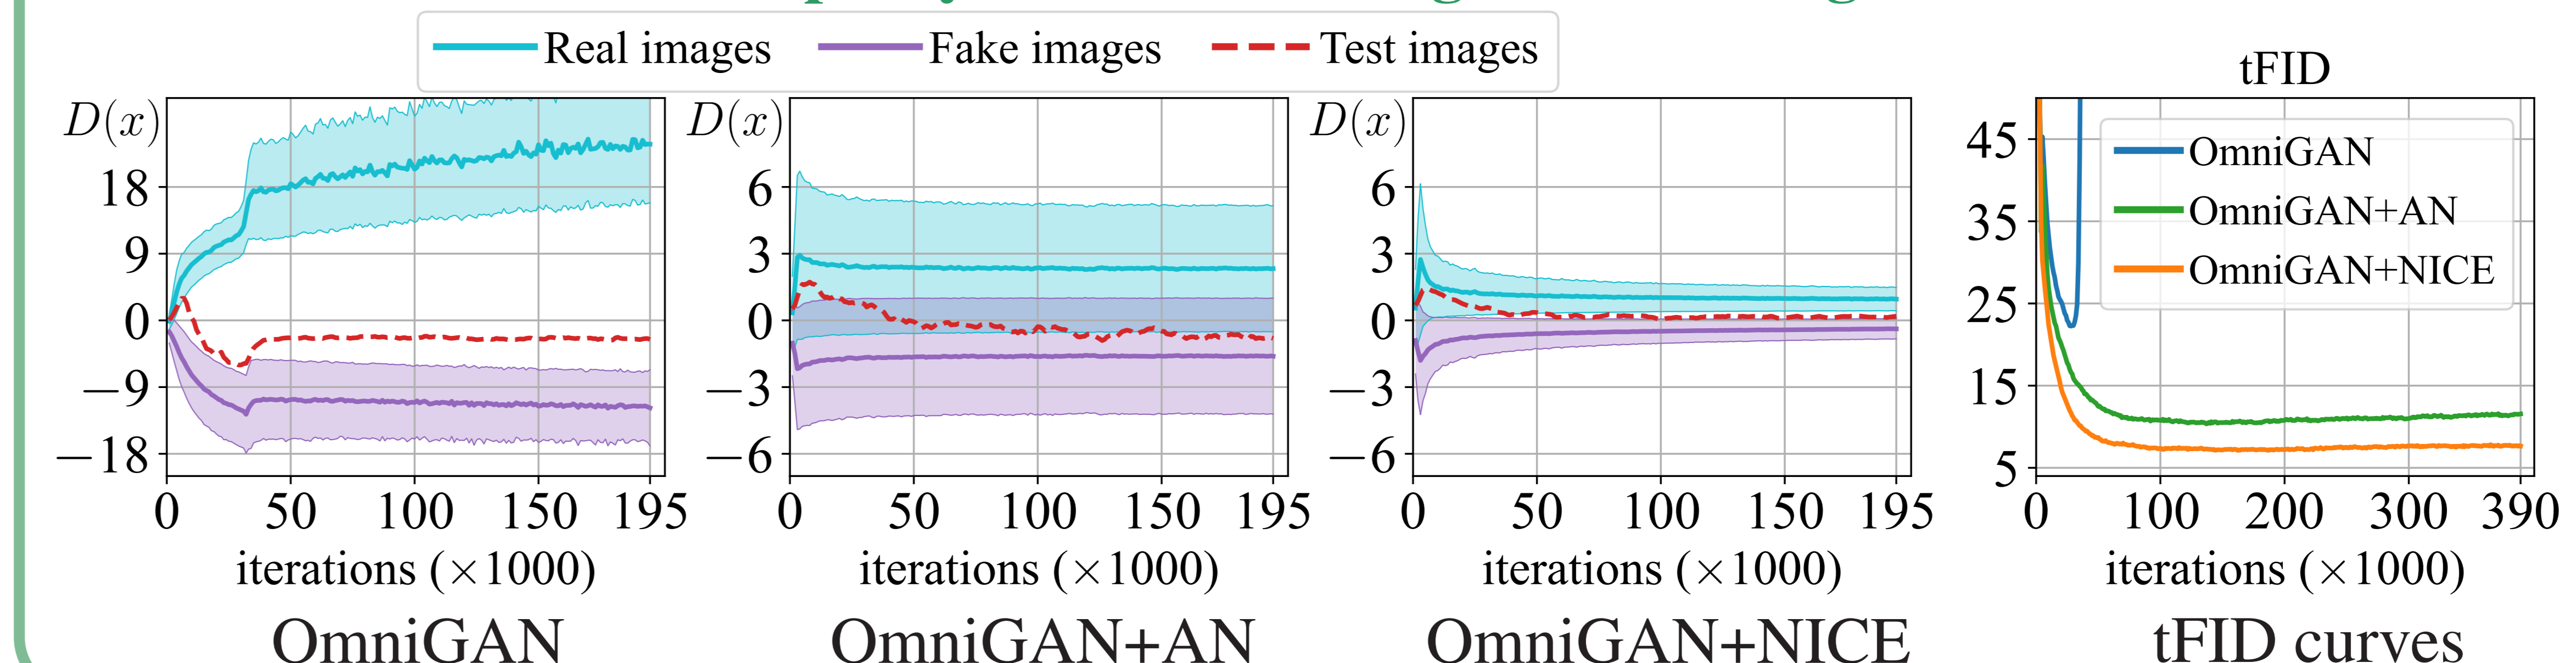 Real images Fake images Test images
D(x)
18
9
0
−9
−18
0 50 100 150 195
iterations (×1000)
OmniGAN
D(x)
6
3
0
−3
−6
0 50 100 150 195
iterations (×1000)
OmniGAN+AN
D(x)
6
3
0
−3
−6
0 50 100 150 195
iterations (×1000)
OmniGAN+NICE
tFID
45
35
25
15
5
OmniGAN
OmniGAN+AN
OmniGAN+NICE
0 100 200 300 390
iterations (×1000)
tFID curves